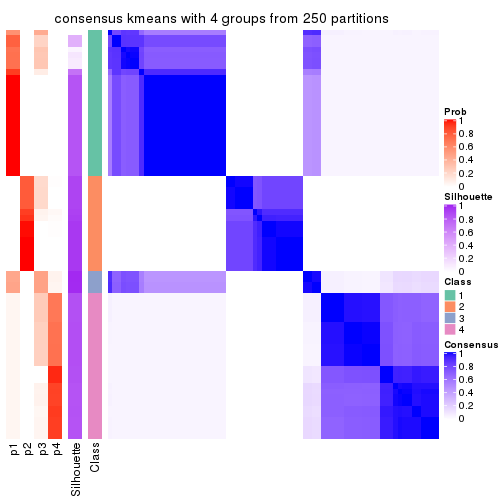 consensus kmeans with 4 groups from 250 partitions
Prob
1
0.8
0.6
0.4
0.2
0
Silhouette
1
0.8
0.6
0.4
0.2
0
Class
1
2
3
4
Consensus
1
0.8
0.6
0.4
0.2
0
p1
p2
p3
p4
Silhouette
Class